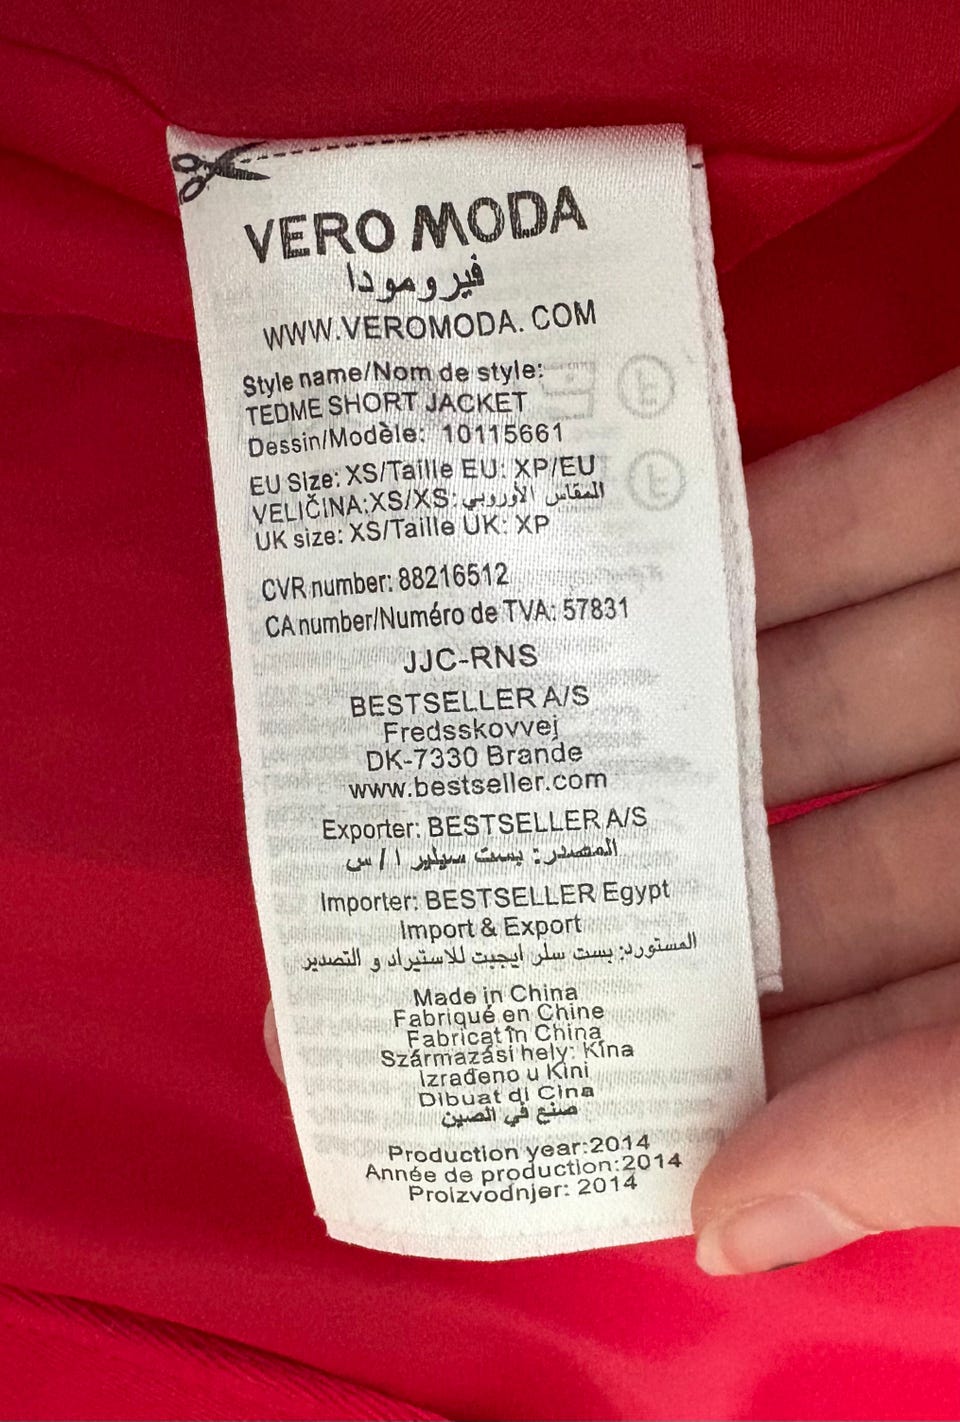 VERO MODA
فيرومودا
WWW.VEROMODA.COM
Style name/Nom de style:
TEDME SHORT JACKET
Dessin/Modèle: 10115661
EU Size: XS/Taille EU: XP/EU
VELIČINA:XS/XS: المقاس الأوروبي
UK size: XS/Taille UK: XP
CVR number: 88216512
CA number/Numéro de TVA: 57831
JJC-RNS
BESTSELLER A/S
Fredsskovvej
DK-7330 Brande
www.bestseller.com
Exporter: BESTSELLER A/S
المصدر: بست سيلير ا / س
Importer: BESTSELLER Egypt
Import & Export
المستورد: بست سلر ايجبت للاستيراد و التصدير
Made in China
Fabriqué en Chine
Fabricat în China
Származási hely: Kína
Izrađeno u Kini
Dibuat di Cina
صنع في الصين
Production year:2014
Année de production:2014
Proizvodnjer: 2014